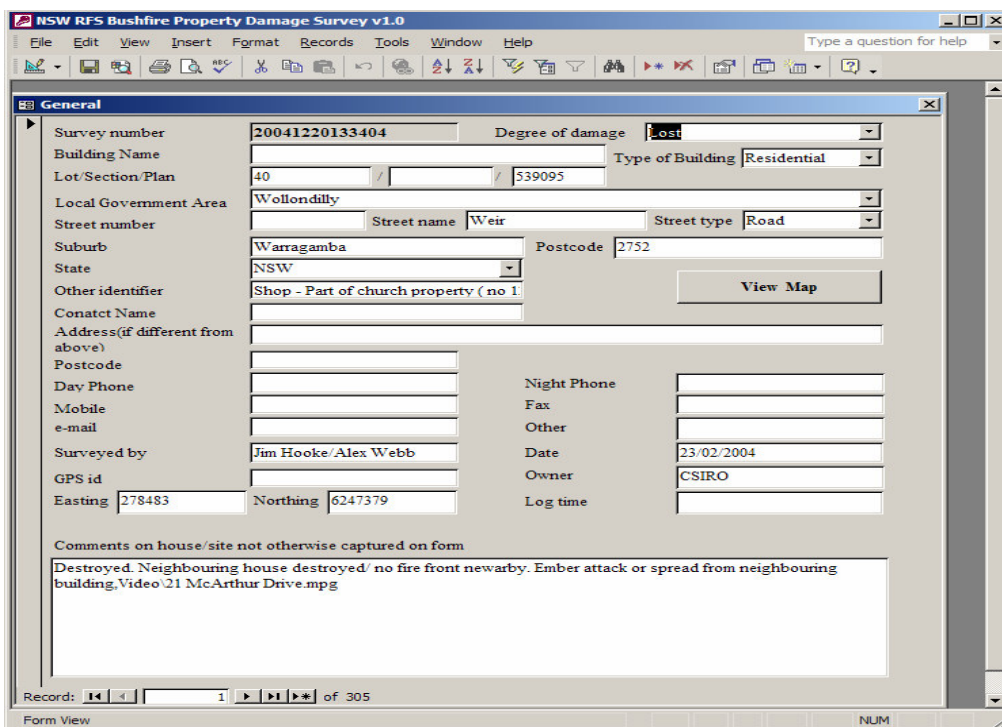 NSW RFS Bushfire Property Damage Survey v1.0
File Edit View Insert Format Records Tools Window Help Type a question for help
General
Survey number 20041220133404 Degree of damage Lost
Building Name Type of Building Residential
Lot/Section/Plan 40 / / 539095
Local Government Area Wollondilly
Street number Street name Weir Street type Road
Suburb Warragamba Postcode 2752
State NSW
Other identifier Shop - Part of church property ( no 1
View Map
Conatct Name
Address(if different from
above)
Postcode
Day Phone Night Phone
Mobile Fax
e-mail Other
Surveyed by Jim Hooke/Alex Webb Date 23/02/2004
GPS id Owner CSIRO
Easting 278483 Northing 6247379 Log time
Comments on house/site not otherwise captured on form
Destroyed. Neighbouring house destroyed/ no fire front newarby. Ember attack or spread from neighbouring
building,Video\21 McArthur Drive.mpg
Record: 1 of 305
Form View NUM